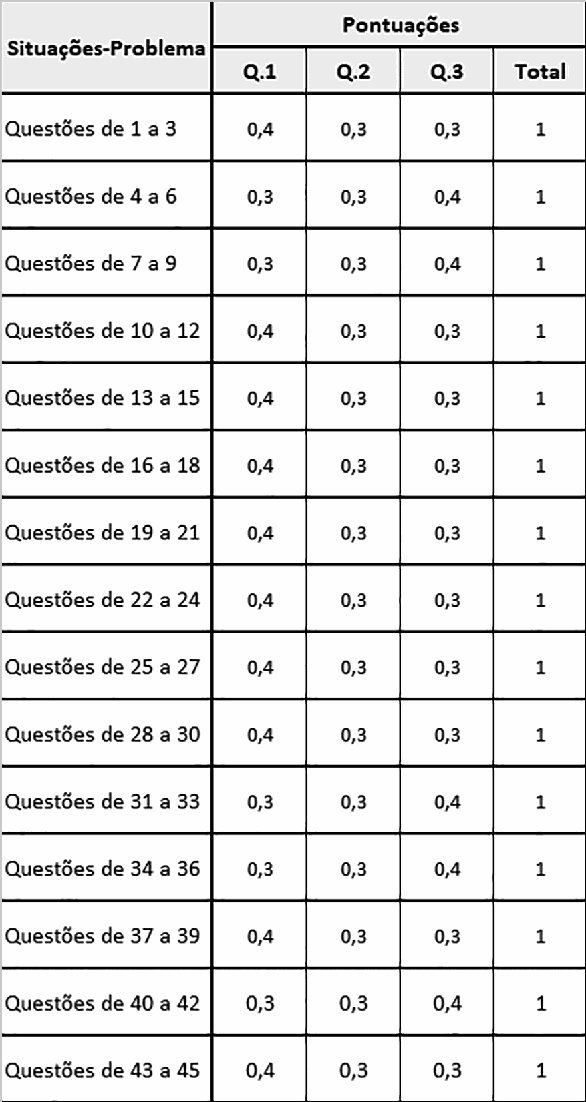 Situações-Problema Pontuações
Q.1 Q.2 Q.3 Total
Questões de 1 a 3 0,4 0,3 0,3 1
Questões de 4 a 6 0,3 0,3 0,4 1
Questões de 7 a 9 0,3 0,3 0,4 1
Questões de 10 a 12 0,4 0,3 0,3 1
Questões de 13 a 15 0,4 0,3 0,3 1
Questões de 16 a 18 0,4 0,3 0,3 1
Questões de 19 a 21 0,4 0,3 0,3 1
Questões de 22 a 24 0,4 0,3 0,3 1
Questões de 25 a 27 0,4 0,3 0,3 1
Questões de 28 a 30 0,4 0,3 0,3 1
Questões de 31 a 33 0,3 0,3 0,4 1
Questões de 34 a 36 0,3 0,3 0,4 1
Questões de 37 a 39 0,4 0,3 0,3 1
Questões de 40 a 42 0,3 0,3 0,4 1
Questões de 43 a 45 0,4 0,3 0,3 1